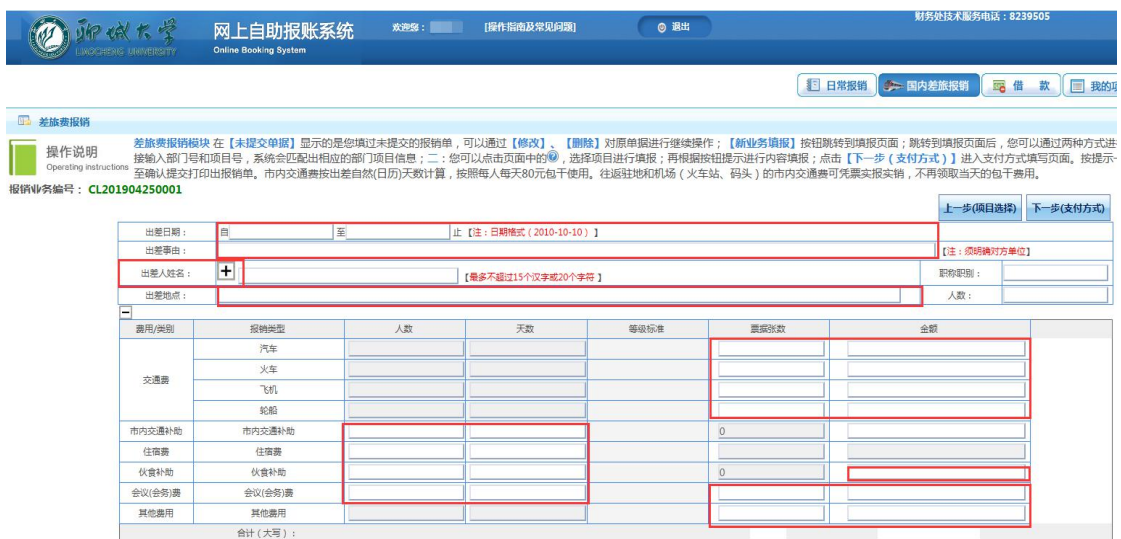 聊城大学 LIAOCHENG UNIVERSITY
网上自助报账系统
Online Booking System
欢迎您：
[操作指南及常见问题]
退出
财务处技术服务电话：8239505
日常报销 国内差旅报销 借 款 我的项
差旅费报销
操作说明
Operating instructions
差旅费报销模块 在【未提交单据】显示的是您填过未提交的报销单，可以通过【修改】、【删除】对原单据进行继续操作；【新业务填报】按钮跳转到填报页面；跳转到填报页面后，您可以通过两种方式进
接输入部门号和项目号，系统会匹配出相应的部门项目信息；二：您可以点击页面中的，选择项目进行填报；再根据按钮提示进行内容填报；点击【下一步（支付方式）】进入支付方式填写页面。按提示
至确认提交打印出报销单。市内交通费按出差自然(日历)天数计算，按照每人每天80元包干使用。往返驻地和机场（火车站、码头）的市内交通费可凭票实报实销，不再领取当天的包干费用。
报销业务编号： CL201904250001
上一步(项目选择) 下一步(支付方式)
出差日期： 自 至 止【注：日期格式（2010-10-10）】
出差事由： 【注：须明确对方单位】
出差人姓名： + 【最多不超过15个汉字或20个字符 】 职称职别：
出差地点： 人数：
费用/类别 报销类型 人数 天数 等级标准 票据张数 金额
交通费
汽车
火车
飞机
轮船
市内交通补助 市内交通补助 0
住宿费 住宿费
伙食补助 伙食补助 0
会议(会务)费 会议(会务)费
其他费用 其他费用
合计（大写）：